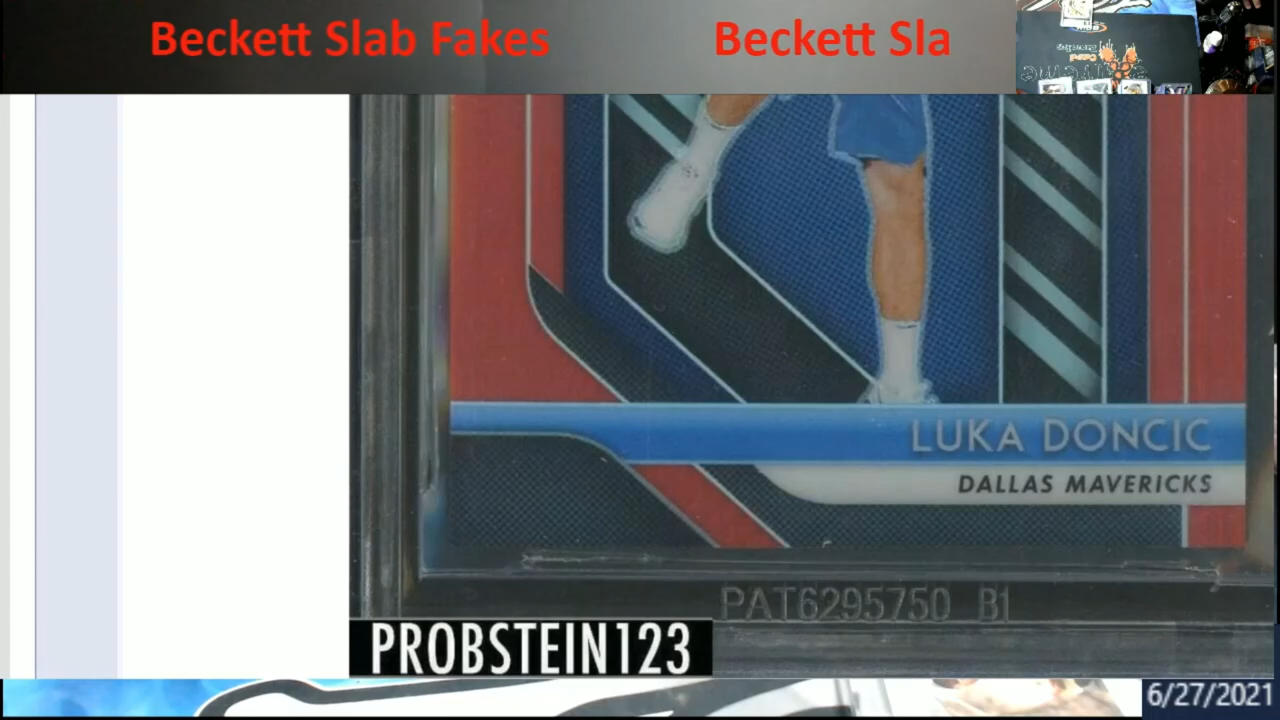 Beckett Slab Fakes Beckett Sla
LUKA DONCIC
DALLAS MAVERICKS
PAT6295750 B1
PROBSTEIN123
6/27/2021